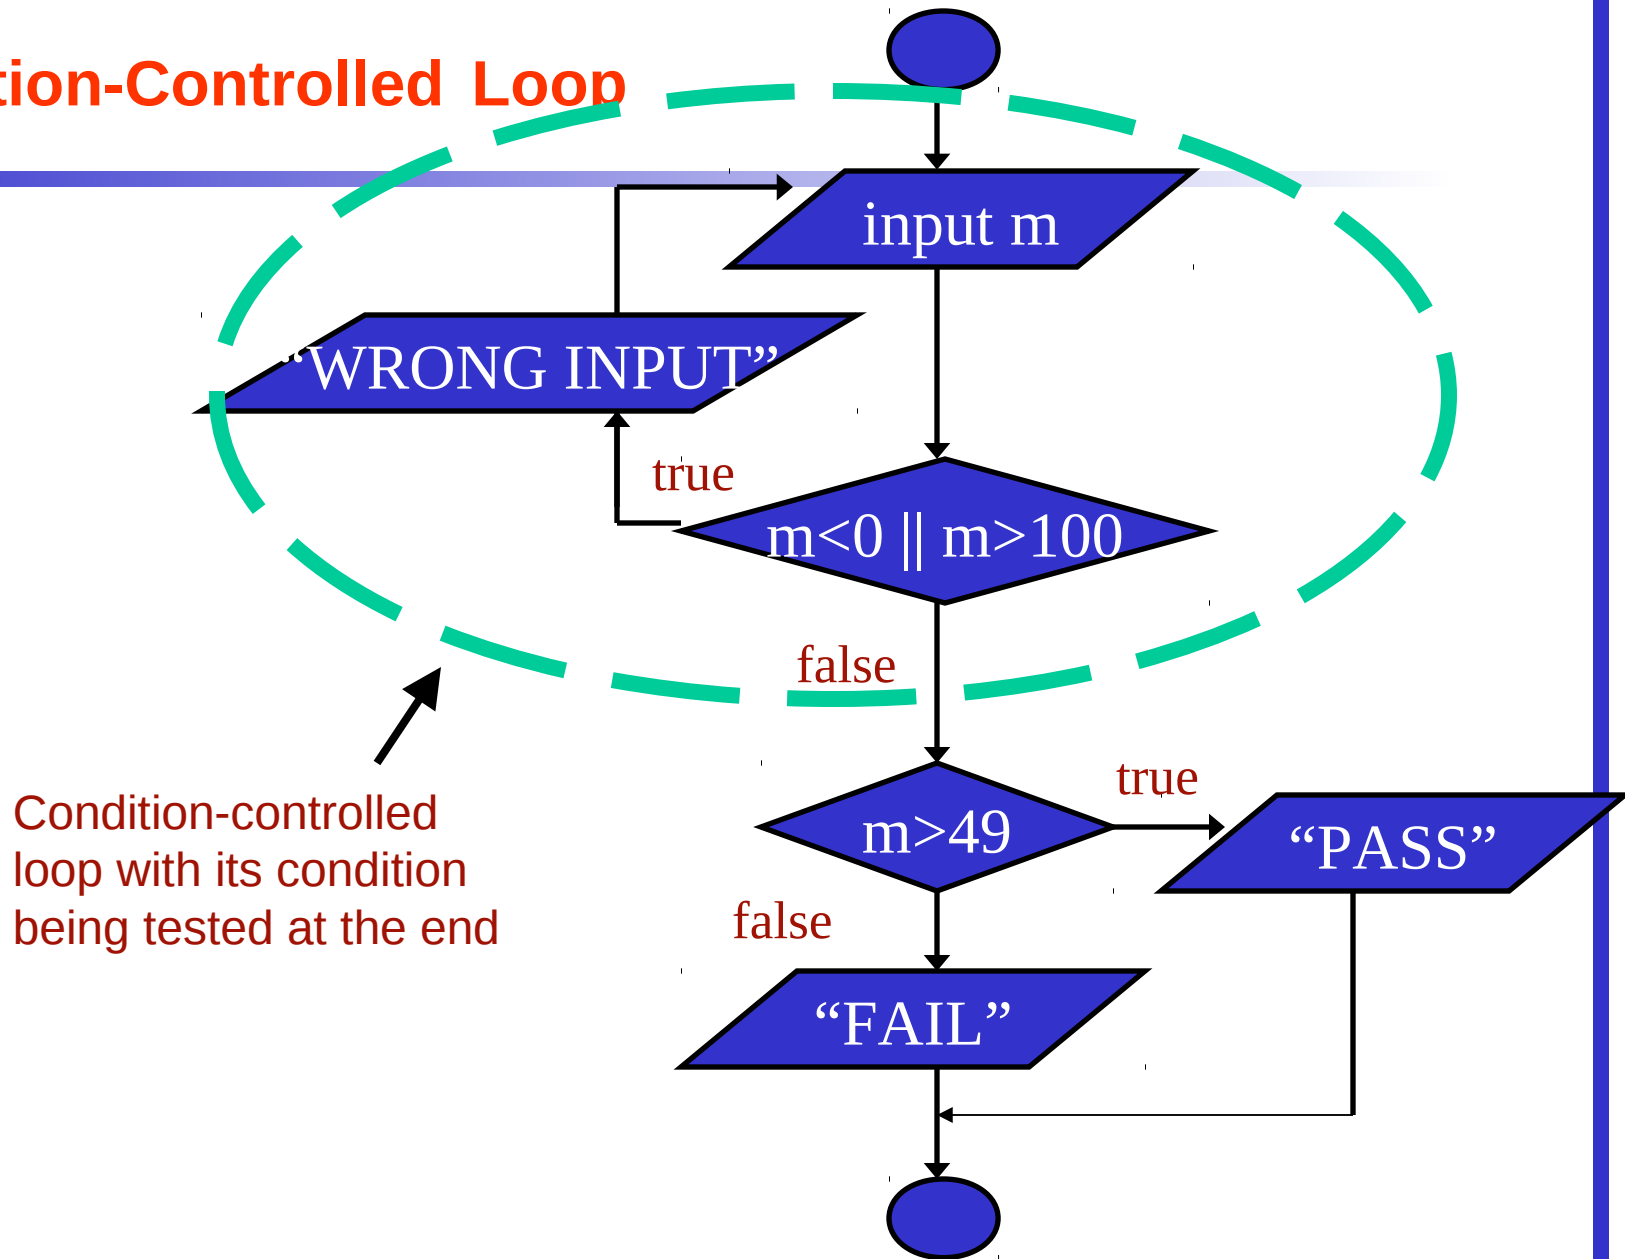 tion-Controlled Loop
input m
“WRONG INPUT”
true
m<0 || m>100
false
true
m>49
“PASS”
Condition-controlled
loop with its condition
being tested at the end
false
“FAIL”